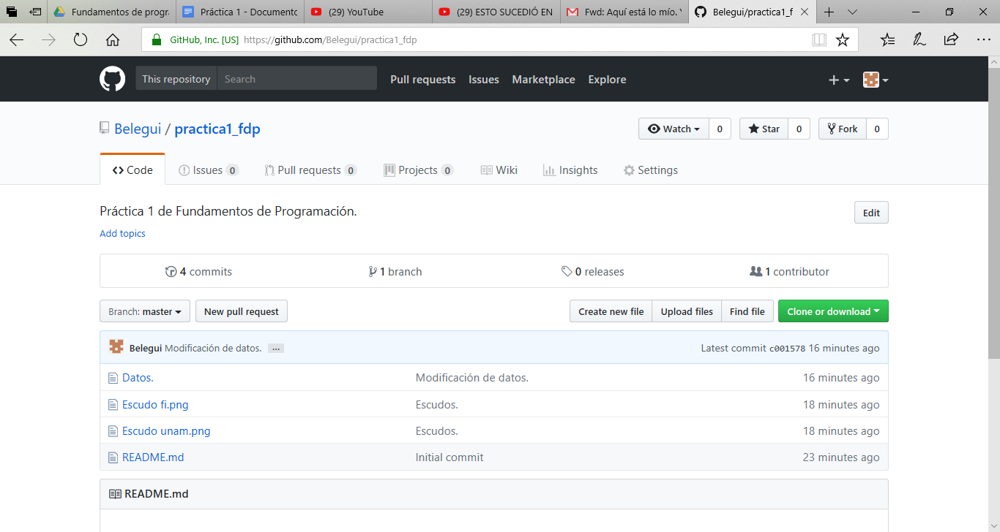 Fundamentos de progr
Práctica 1 - Documento
(29) YouTube
(29) ESTO SUCEDIÓ EN
Fwd: Aquí está lo mío. 
Belegui/practica1_f
GitHub, Inc. [US] https://github.com/Belegui/practica1_fdp
This repository Search Pull requests Issues Marketplace Explore
Belegui / practica1_fdp
Watch 0 Star 0 Fork 0
Code Issues 0 Pull requests 0 Projects 0 Wiki Insights Settings
Práctica 1 de Fundamentos de Programación.
Edit
Add topics
4 commits 1 branch 0 releases 1 contributor
Branch: master New pull request Create new file Upload files Find file Clone or download
Belegui Modificación de datos. ... Latest commit c001578 16 minutes ago
Datos. Modificación de datos. 16 minutes ago
Escudo fi.png Escudos. 18 minutes ago
Escudo unam.png Escudos. 18 minutes ago
README.md Initial commit 23 minutes ago
README.md